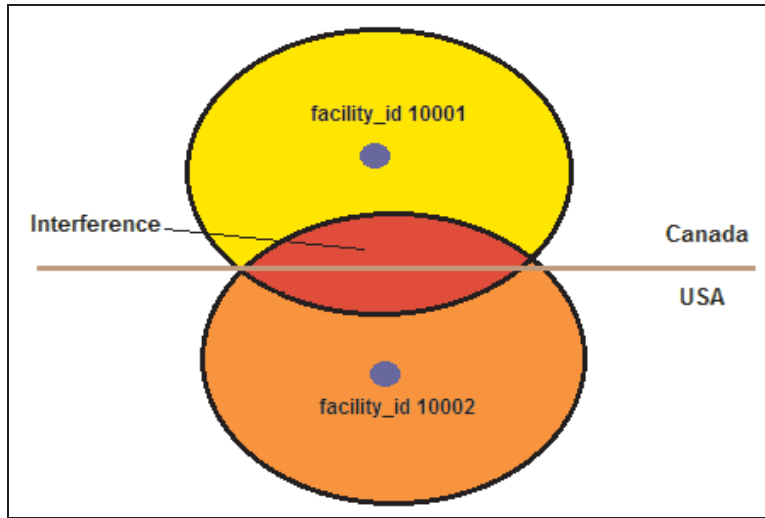 facility_id 10001
Interference
Canada
USA
facility_id 10002